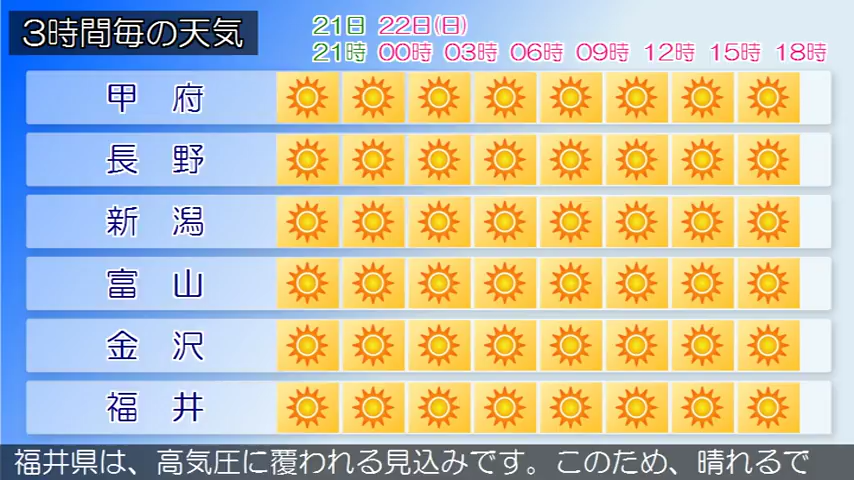 3時間毎の天気
21日 22日(日)
21時 00時 03時 06時 09時 12時 15時 18時
甲 府
長 野
新 潟
富 山
金 沢
福 井
福井県は、高気圧に覆われる見込みです。このため、晴れるで